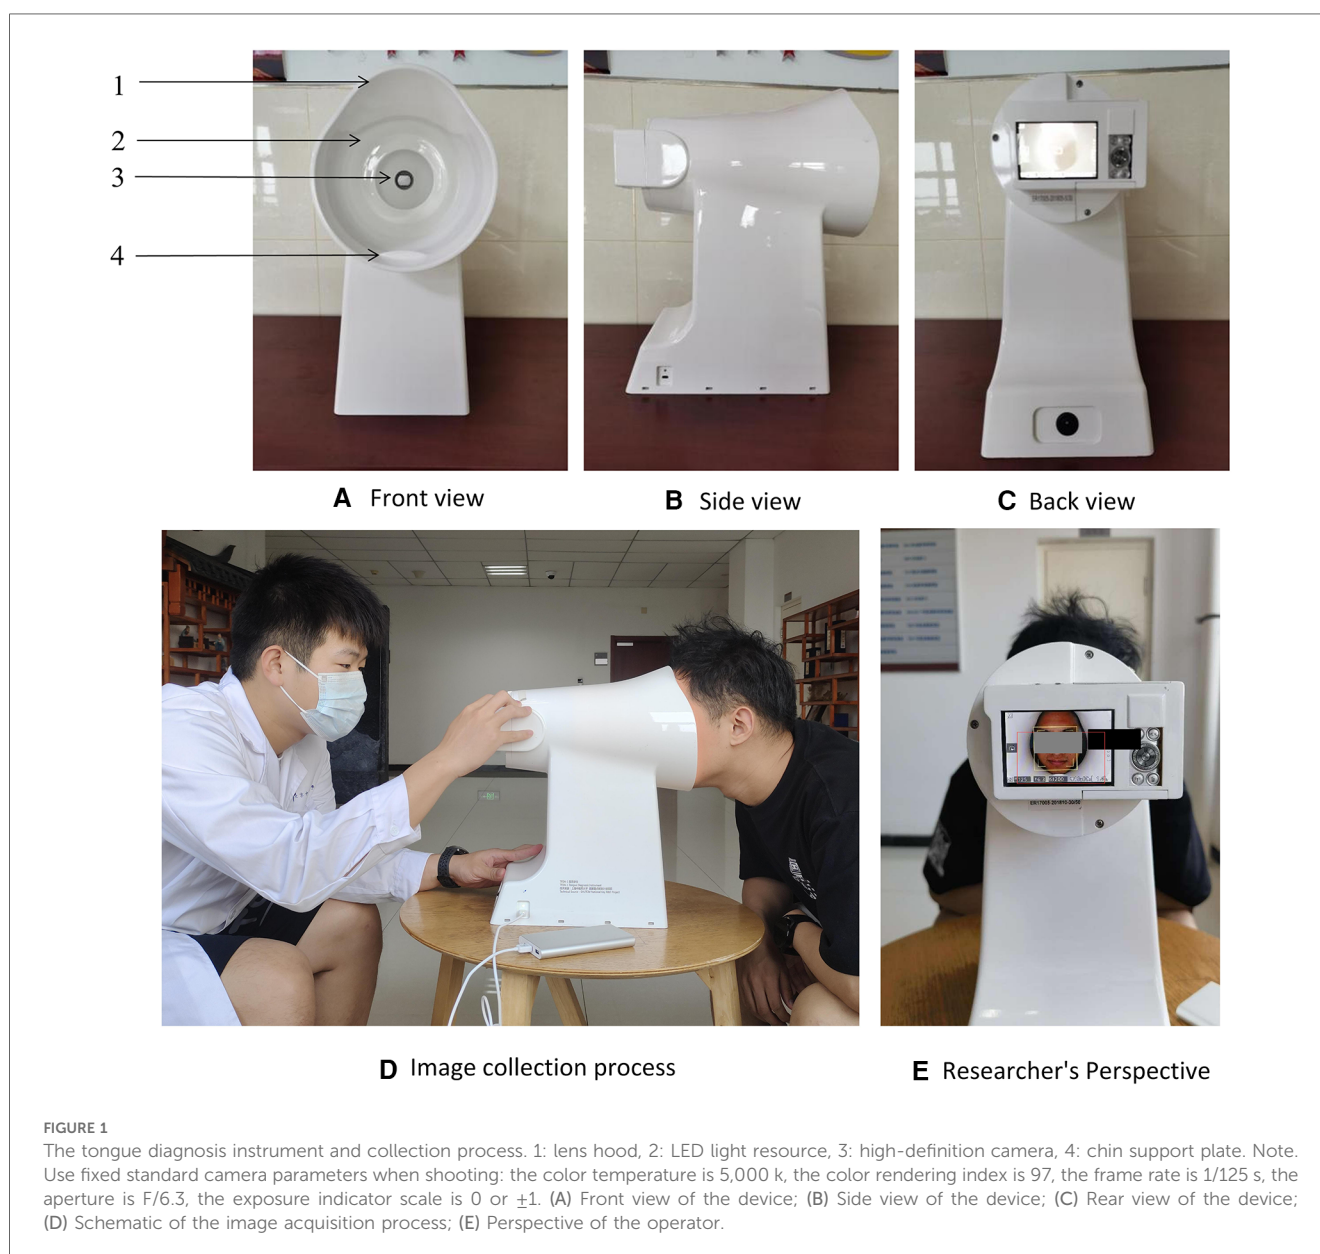 1
2
3
4
A Front view
B Side view
C Back view
D Image collection process
E Researcher's Perspective
FIGURE 1
The tongue diagnosis instrument and collection process. 1: lens hood, 2: LED light resource, 3: high-definition camera, 4: chin support plate. Note.
Use fixed standard camera parameters when shooting: the color temperature is 5,000 k, the color rendering index is 97, the frame rate is 1/125 s, the
aperture is F/6.3, the exposure indicator scale is 0 or ±1. (A) Front view of the device; (B) Side view of the device; (C) Rear view of the device;
(D) Schematic of the image acquisition process; (E) Perspective of the operator.